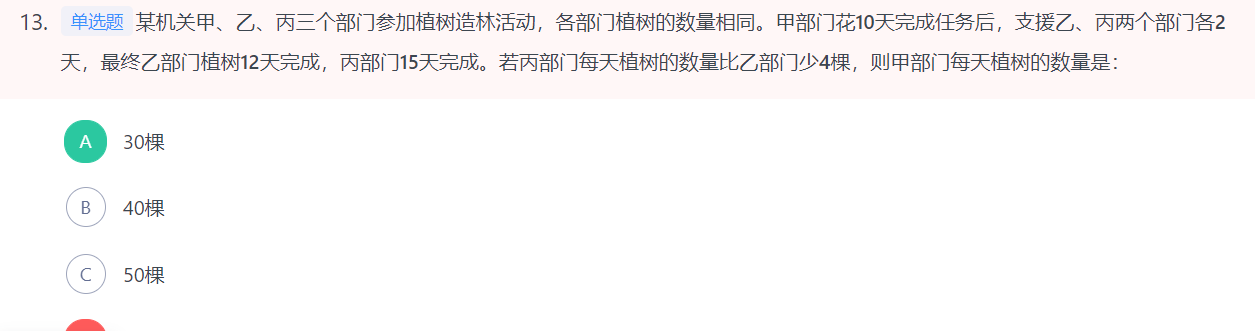 13. 单选题 某机关甲、乙、丙三个部门参加植树造林活动，各部门植树的数量相同。甲部门花10天完成任务后，支援乙、丙两个部门各2
天，最终乙部门植树12天完成，丙部门15天完成。若丙部门每天植树的数量比乙部门少4棵，则甲部门每天植树的数量是：
A 30棵
B 40棵
C 50棵